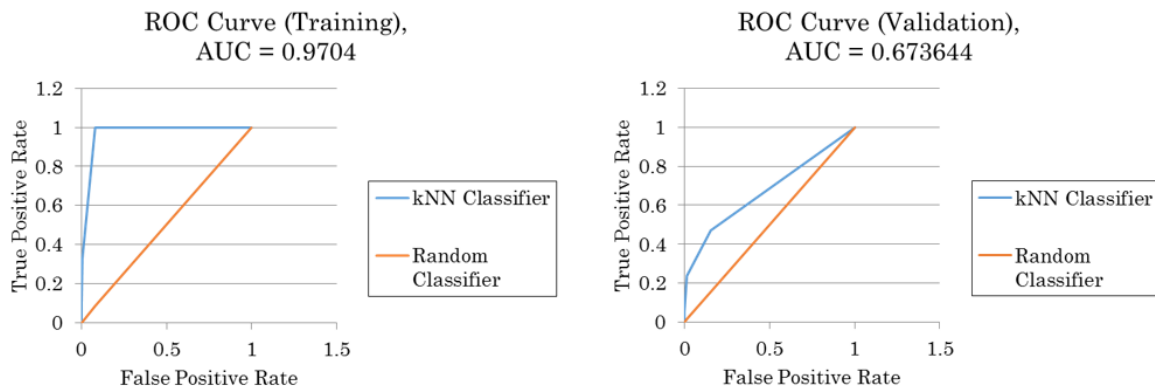 ROC Curve (Training),
AUC = 0.9704
True Positive Rate
1.2
1
0.8
0.6
0.4
0.2
0
0
0.5
1
1.5
False Positive Rate
kNN Classifier
Random
Classifier
ROC Curve (Validation),
AUC = 0.673644
True Positive Rate
1.2
1
0.8
0.6
0.4
0.2
0
0
0.5
1
1.5
False Positive Rate
kNN Classifier
Random
Classifier